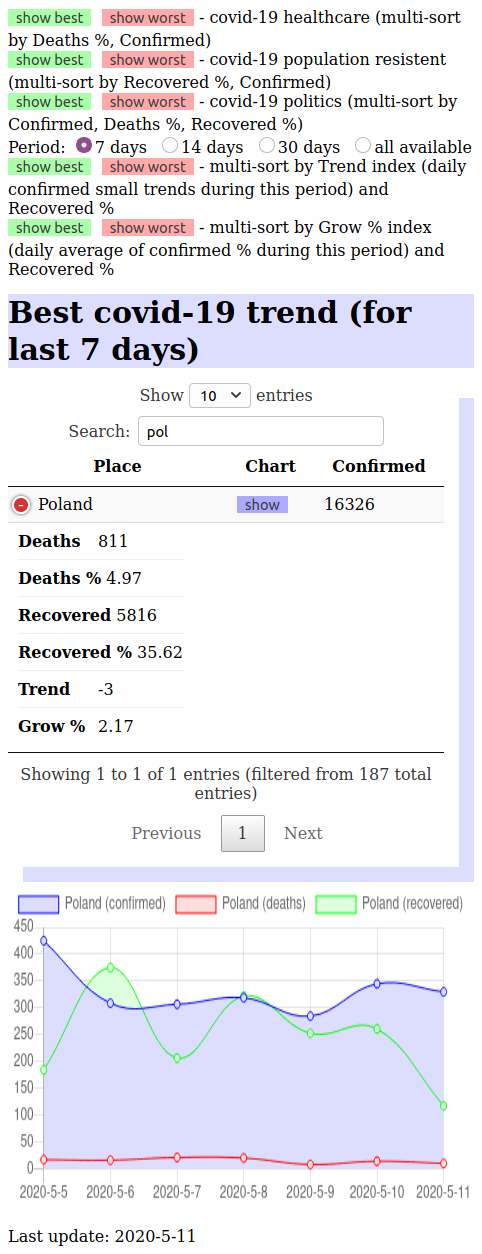 show best show worst - covid-19 healthcare (multi-sort
by Deaths %, Confirmed)
show best show worst - covid-19 population resistent
(multi-sort by Recovered %, Confirmed)
show best show worst - covid-19 politics (multi-sort by
Confirmed, Deaths %, Recovered %)
Period: 7 days 14 days 30 days all available
show best show worst - multi-sort by Trend index (daily
confirmed small trends during this period) and
Recovered %
show best show worst - multi-sort by Grow % index
(daily average of confirmed % during this period) and
Recovered %
Best covid-19 trend (for
last 7 days)
Show 10 entries
Search: pol
Place Chart Confirmed
Poland show 16326
Deaths 811
Deaths % 4.97
Recovered 5816
Recovered % 35.62
Trend -3
Grow % 2.17
Showing 1 to 1 of 1 entries (filtered from 187 total
entries)
Previous 1 Next
Poland (confirmed) Poland (deaths) Poland (recovered)
450
400
350
300
250
200
150
100
50
0
2020-5-5 2020-5-6 2020-5-7 2020-5-8 2020-5-9 2020-5-10 2020-5-11
Last update: 2020-5-11